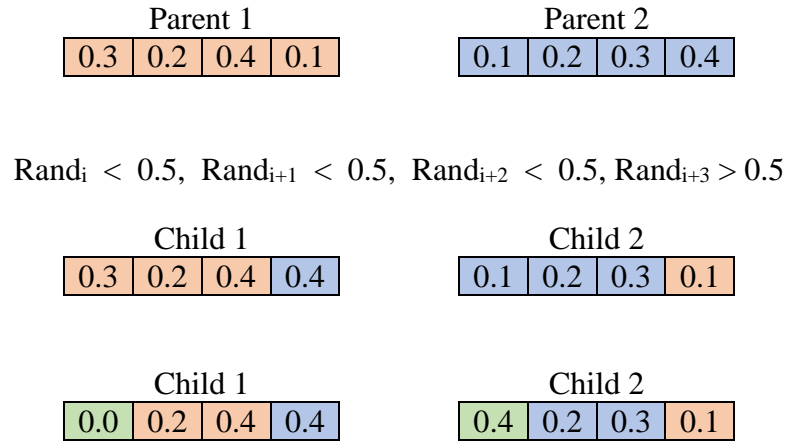 Parent 1 Parent 2
0.3 0.2 0.4 0.1 0.1 0.2 0.3 0.4
Randi < 0.5, Randi+1 < 0.5, Randi+2 < 0.5, Randi+3 > 0.5
Child 1 Child 2
0.3 0.2 0.4 0.4 0.1 0.2 0.3 0.1
Child 1 Child 2
0.0 0.2 0.4 0.4 0.4 0.2 0.3 0.1